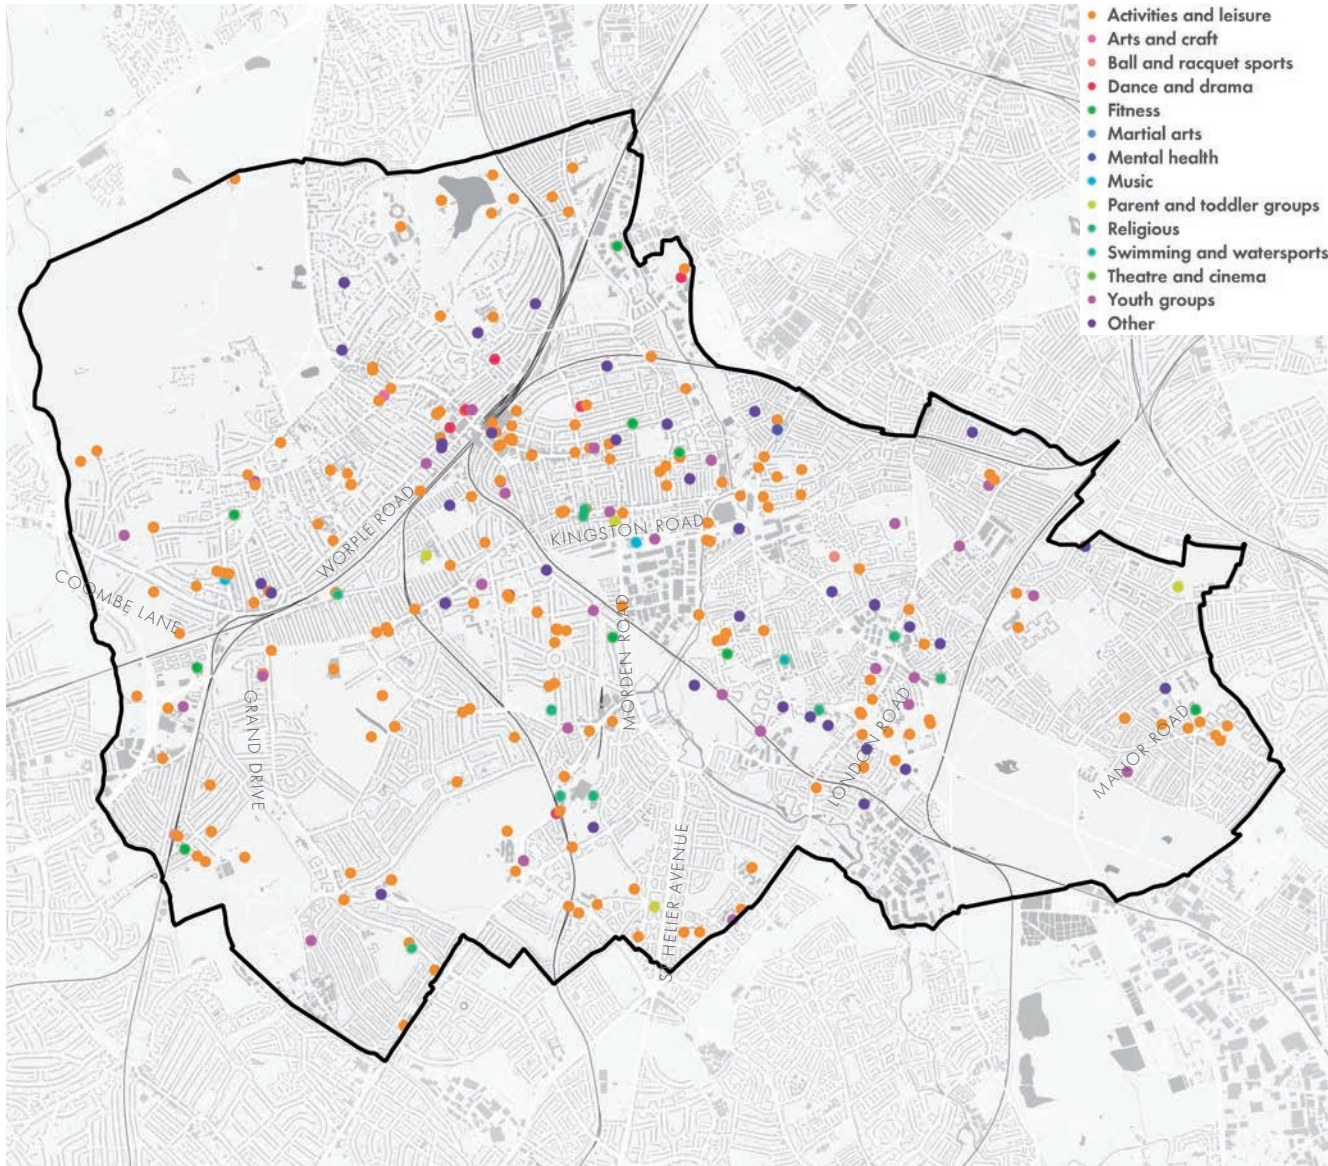 Activities and leisure
Arts and craft
Ball and racquet sports
Dance and drama
Fitness
Martial arts
Mental health
Music
Parent and toddler groups
Religious
Swimming and watersports
Theatre and cinema
Youth groups
Other
WORPLE ROAD
KINGSTON ROAD
COOMBE LANE
MORDEN ROAD
GRAND DRIVE
LONDON ROAD
MANOR ROAD
ST HELIER AVENUE